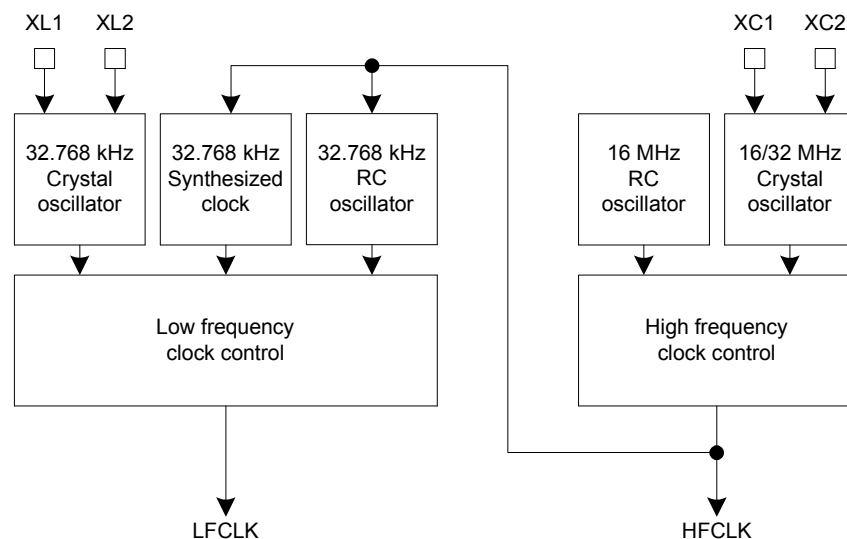 XL1
XL2
XC1
XC2
32.768 kHz
Crystal
oscillator
32.768 kHz
Synthesized
clock
32.768 kHz
RC
oscillator
16 MHz
RC
oscillator
16/32 MHz
Crystal
oscillator
Low frequency
clock control
High frequency
clock control
LFCLK
HFCLK